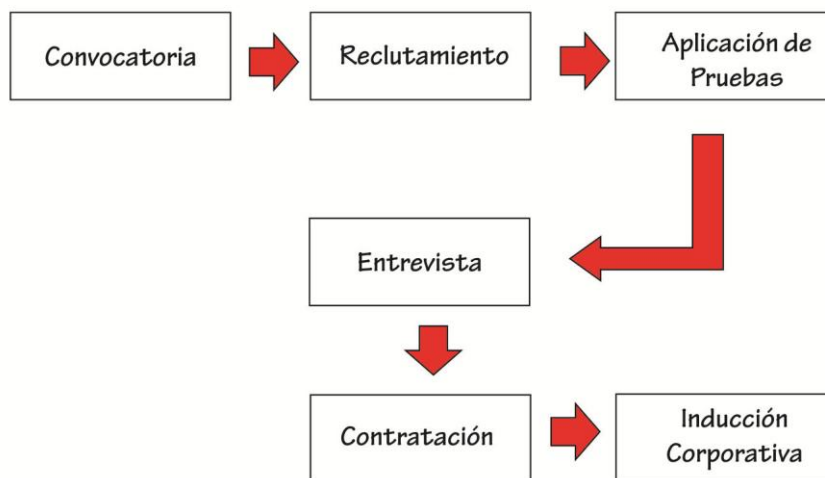 Convocatoria
Reclutamiento
Aplicación de
Pruebas
Entrevista
Contratación
Inducción
Corporativa